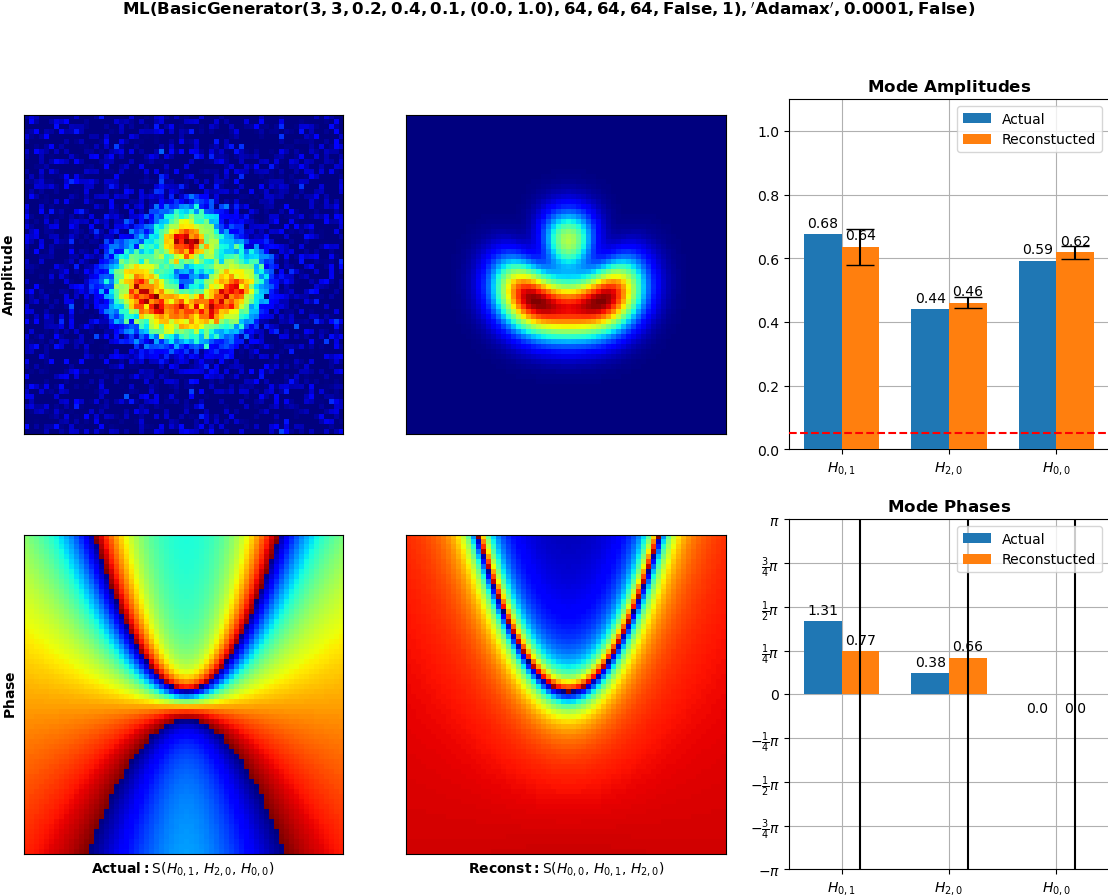 ML(BasicGenerator(3, 3, 0.2, 0.4, 0.1, (0.0, 1.0), 64, 64, 64, False, 1), ′Adamax′, 0.0001, False)
Amplitude
Mode Amplitudes
Actual
Reconstucted
1.0
0.8
0.6
0.4
0.2
0.0
0.68
0.64
0.44
0.46
0.59
0.62
H₀,₁
H₂,₀
H₀,₀
Phase
Actual: S(H₀,₁, H₂,₀, H₀,₀)
Reconst: S(H₀,₀, H₀,₁, H₂,₀)
Mode Phases
Actual
Reconstucted
π
3/4π
1/2π
1/4π
0
−1/4π
−1/2π
−3/4π
−π
1.31
0.77
0.38
0.66
0.0
0.0
H₀,₁
H₂,₀
H₀,₀